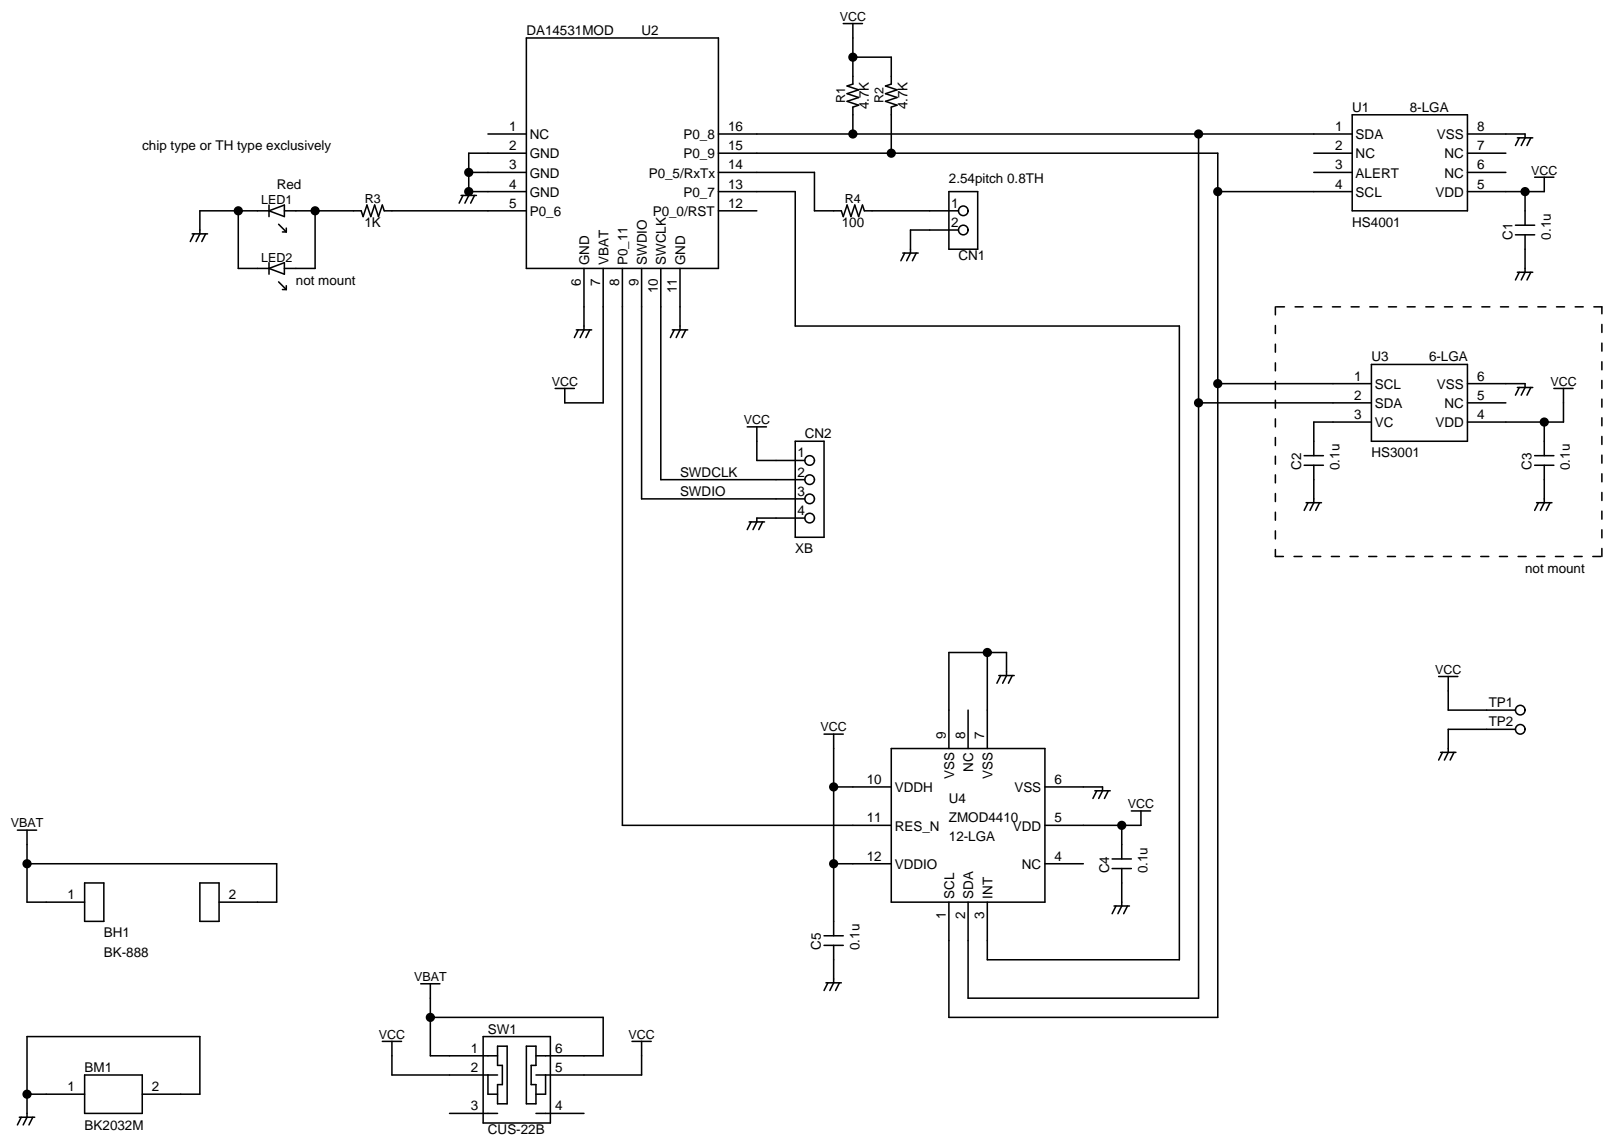 DA14531MOD U2
1 NC
2 GND
3 GND
4 GND
5 P0_6
P0_8 16
P0_9 15
P0_5/RxTx 14
P0_7 13
P0_0/RST 12
GND 6
VBAT 7
P0_11 8
SWDIO 9
SWCLK 10
GND 11
chip type or TH type exclusively
Red
LED1
LED2
not mount
R3
1K
VCC
R1
4.7K
R2
4.7K
R4
100
2.54pitch 0.8TH
1
2
CN1
U1 8-LGA
1 SDA
2 NC
3 ALERT
4 SCL
VSS 8
NC 7
NC 6
VDD 5
HS4001
VCC
C1
0.1u
U3 6-LGA
1 SCL
2 SDA
3 VC
VSS 6
NC 5
VDD 4
HS3001
VCC
C2
0.1u
C3
0.1u
not mount
VCC
VCC
CN2
1
2
3
4
SWDCLK
SWDIO
XB
VCC
TP1
TP2
VCC
9 VSS
8 NC
7 VSS
10 VDDH
11 RES_N
12 VDDIO
U4
ZMOD4410
12-LGA
VSS 6
VDD 5
NC 4
SCL 1
SDA 2
INT 3
VCC
C4
0.1u
C5
0.1u
VBAT
1
2
BH1
BK-888
BM1
1
2
BK2032M
VBAT
VCC
VCC
SW1
1
2
3
6
5
4
CUS-22B